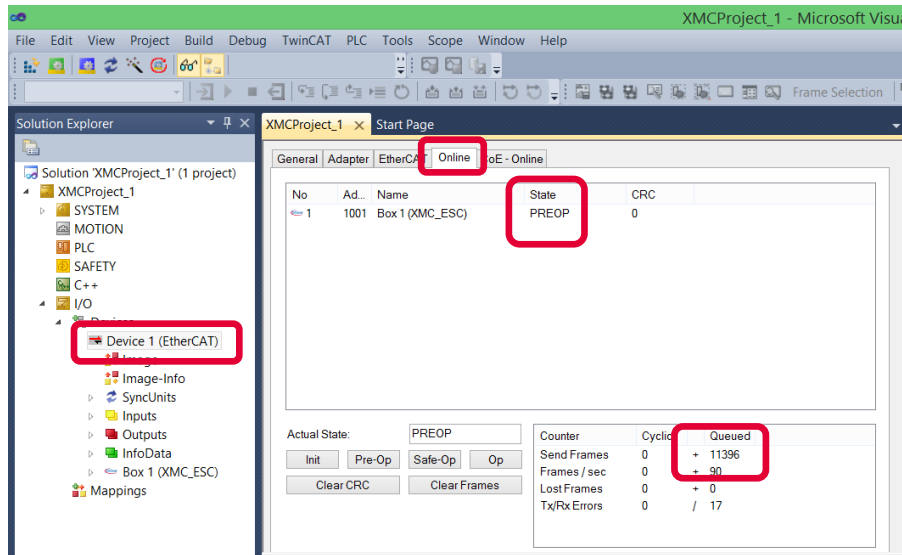 XMCProject_1 - Microsoft Visua
File Edit View Project Build Debug TwinCAT PLC Tools Scope Window Help
Frame Selection
Solution Explorer
XMCProject_1 Start Page
General Adapter EtherCAT Online CoE - Online
Solution 'XMCProject_1' (1 project)
XMCProject_1
SYSTEM
MOTION
PLC
SAFETY
C++
I/O
Devices
Device 1 (EtherCAT)
Image
Image-Info
SyncUnits
Inputs
Outputs
InfoData
Box 1 (XMC_ESC)
Mappings
No Ad... Name State CRC
1 1001 Box 1 (XMC_ESC) PREOP 0
Actual State: PREOP
Init Pre-Op Safe-Op Op
Clear CRC Clear Frames
Counter Cyclic Queued
Send Frames 0 + 11396
Frames / sec 0 + 90
Lost Frames 0 + 0
Tx/Rx Errors 0 / 17